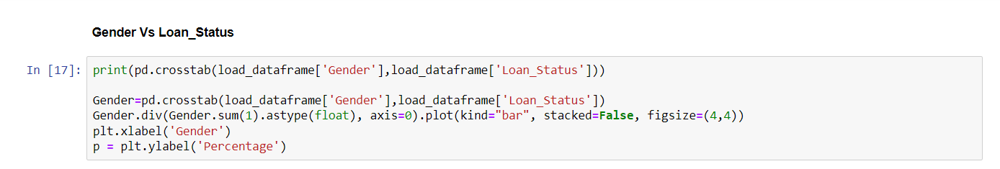 Gender Vs Loan_Status
In [17]: print(pd.crosstab(load_dataframe['Gender'],load_dataframe['Loan_Status']))
Gender=pd.crosstab(load_dataframe['Gender'],load_dataframe['Loan_Status'])
Gender.div(Gender.sum(1).astype(float), axis=0).plot(kind="bar", stacked=False, figsize=(4,4))
plt.xlabel('Gender')
p = plt.ylabel('Percentage')